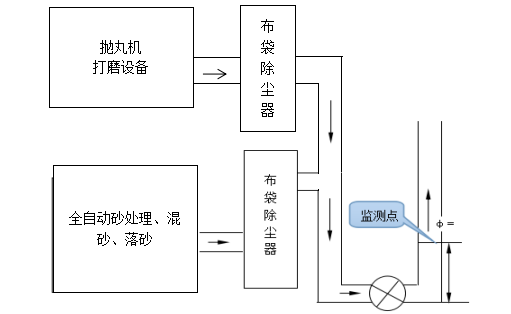 抛丸机
打磨设备
布
袋
除
尘
器
全自动砂处理、混
砂、落砂
布
袋
除
尘
器
监测点
ϕ =